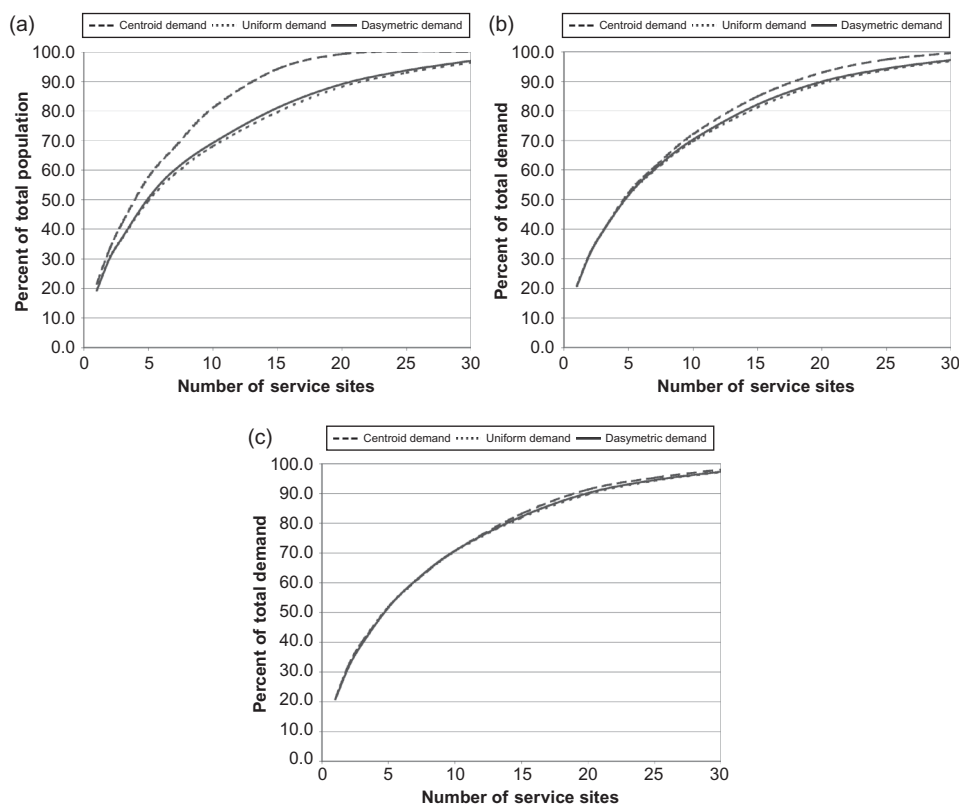 (a)
Centroid demand Uniform demand Dasymetric demand
100.0
90.0
80.0
70.0
60.0
50.0
40.0
30.0
20.0
10.0
0.0
Percent of total population
0 5 10 15 20 25 30
Number of service sites
(b)
Centroid demand Uniform demand Dasymetric demand
100.0
90.0
80.0
70.0
60.0
50.0
40.0
30.0
20.0
10.0
0.0
Percent of total demand
0 5 10 15 20 25 30
Number of service sites
(c)
Centroid demand Uniform demand Dasymetric demand
100.0
90.0
80.0
70.0
60.0
50.0
40.0
30.0
20.0
10.0
0.0
Percent of total demand
0 5 10 15 20 25 30
Number of service sites